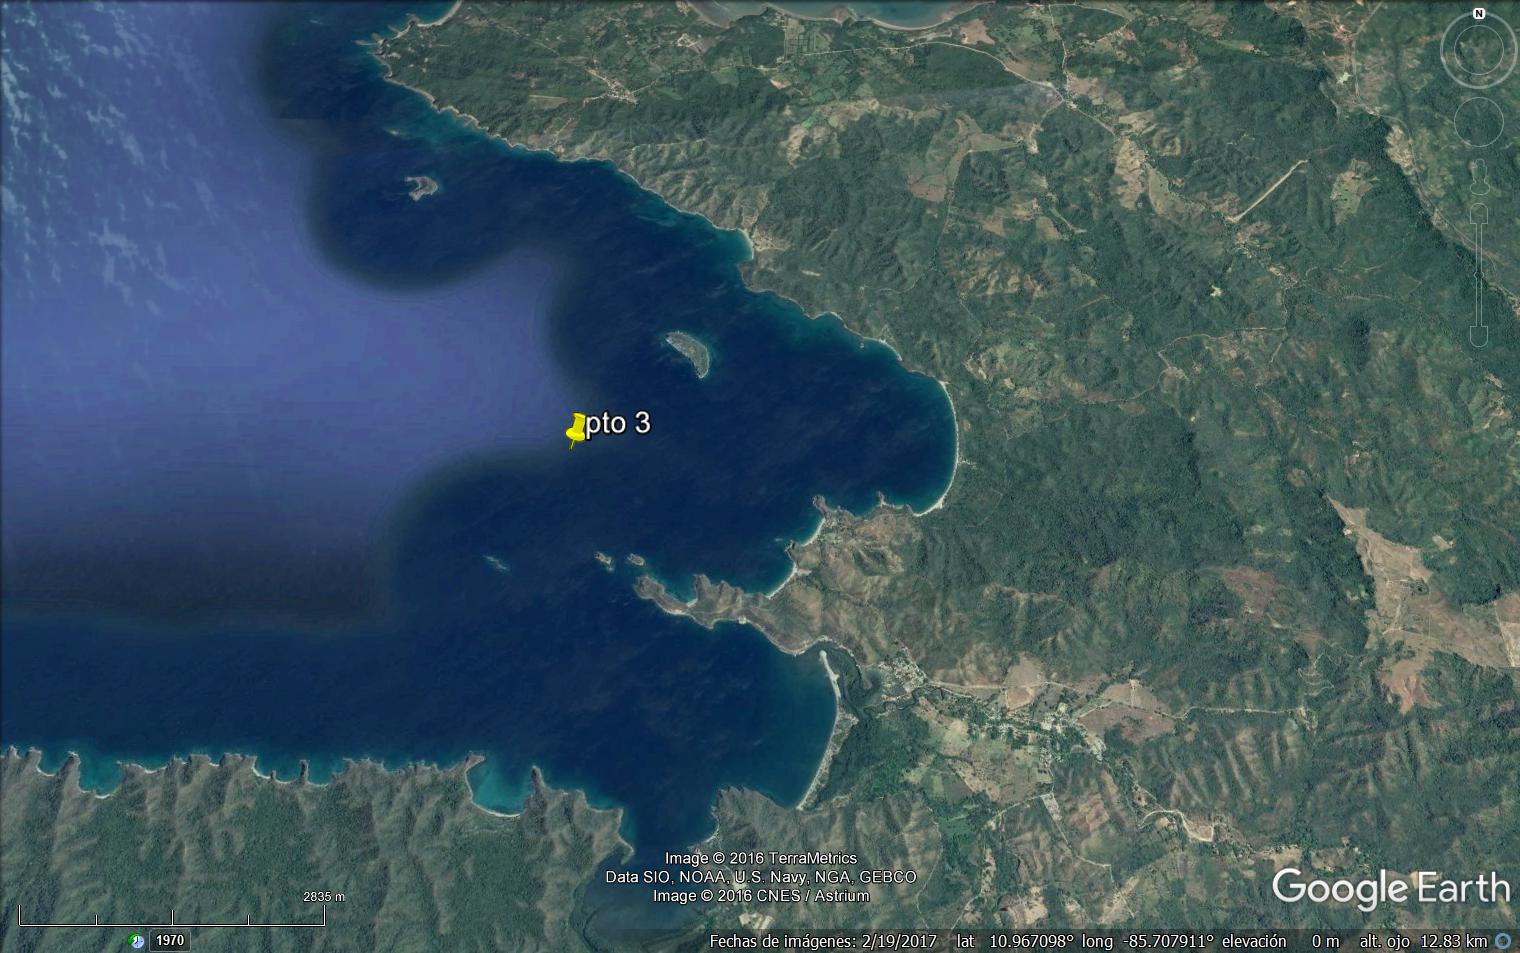 N
pto 3
Image © 2016 TerraMetrics
Data SIO, NOAA, U.S. Navy, NGA, GEBCO
Image © 2016 CNES / Astrium
Google Earth
2835 m
1970
Fechas de imágenes: 2/19/2017 lat 10.967098° long -85.707911° elevación 0 m alt. ojo 12.83 km